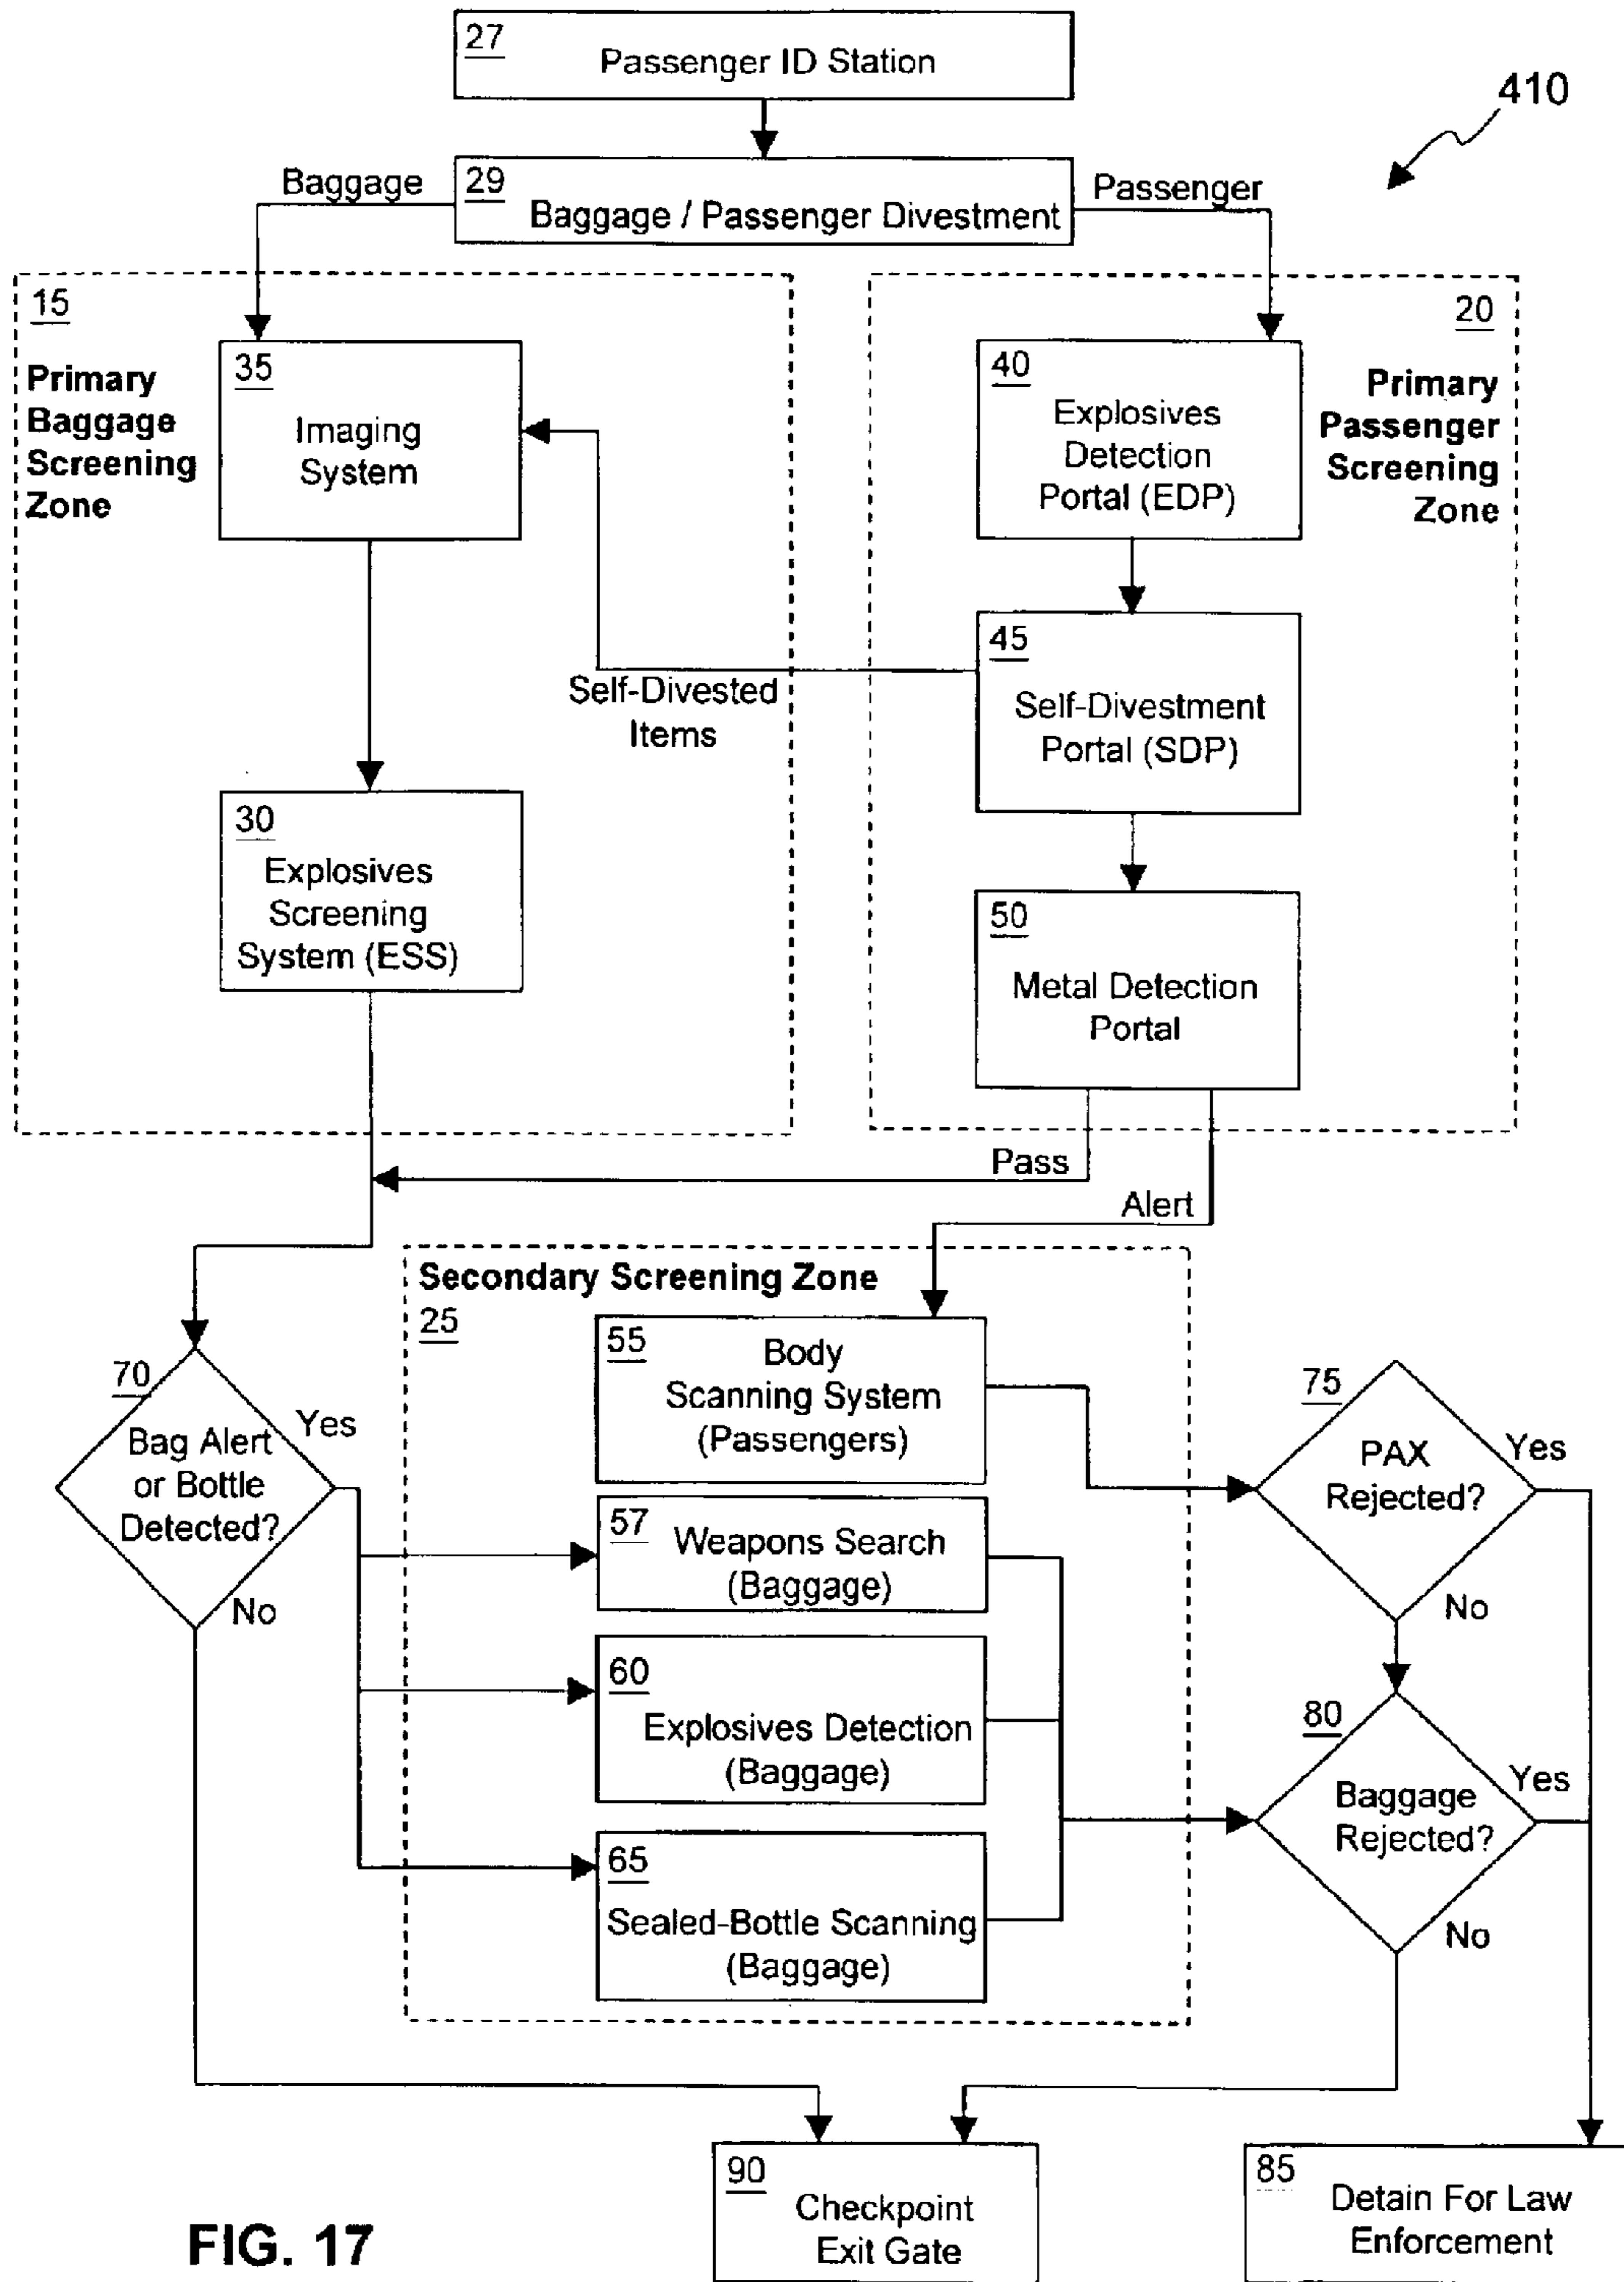 27
Passenger ID Station
410
Baggage
29
Baggage / Passenger Divestment
Passenger
15
Primary
Baggage
Screening
Zone
35
Imaging
System
40
Explosives
Detection
Portal (EDP)
20
Primary
Passenger
Screening
Zone
Self-Divested
Items
45
Self-Divestment
Portal (SDP)
30
Explosives
Screening
System (ESS)
50
Metal Detection
Portal
Pass
Alert
Secondary Screening Zone
25
55
Body
Scanning System
(Passengers)
70
Bag Alert
or Bottle
Detected?
Yes
No
57
Weapons Search
(Baggage)
60
Explosives Detection
(Baggage)
65
Sealed-Bottle Scanning
(Baggage)
75
PAX
Rejected?
Yes
No
80
Baggage
Rejected?
Yes
No
90
Checkpoint
Exit Gate
85
Detain For Law
Enforcement
FIG. 17